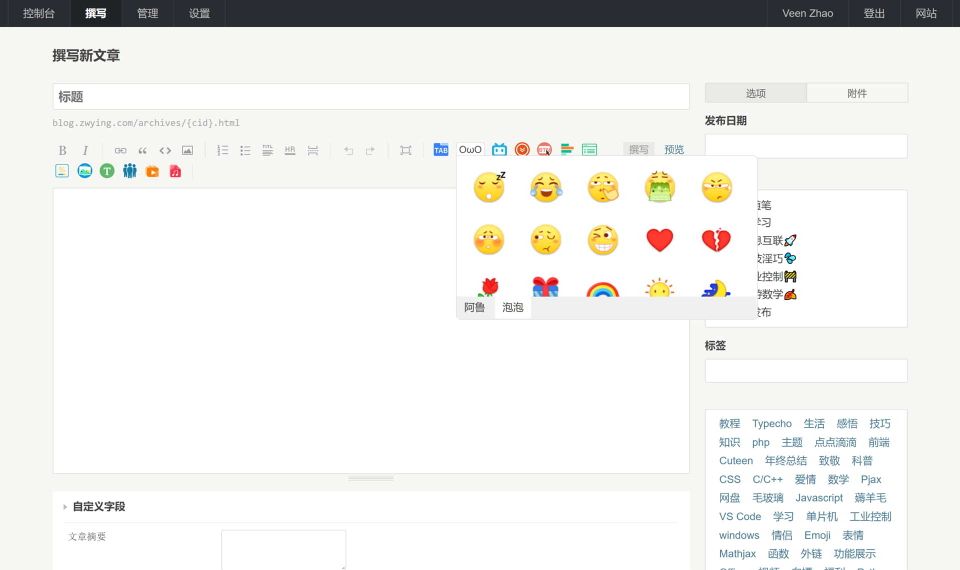 控制台 撰写 管理 设置 Veen Zhao 登出 网站
撰写新文章
标题
选项 附件
blog.zwying.com/archives/{cid}.html
发布日期
B I HR TAB OωO 撰写 预览
随笔
学习
互联
淫巧
控制
数学
发布
阿鲁 泡泡
标签
教程 Typecho 生活 感悟 技巧
知识 php 主题 点点滴滴 前端
Cuteen 年终总结 致敬 科普
CSS C/C++ 爱情 数学 Pjax
网盘 毛玻璃 Javascript 薅羊毛
VS Code 学习 单片机 工业控制
windows 情侣 Emoji 表情
Mathjax 函数 外链 功能展示
自定义字段
文章摘要